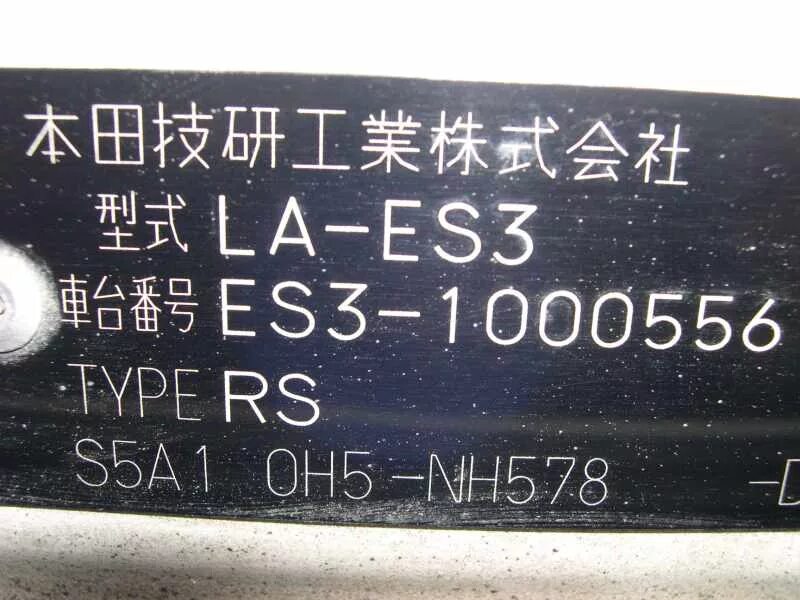 本田技研工業株式会社
型式 LA-ES3
車台番号 ES3-1000556
TYPE RS
S5A1 0H5-NH578 -D